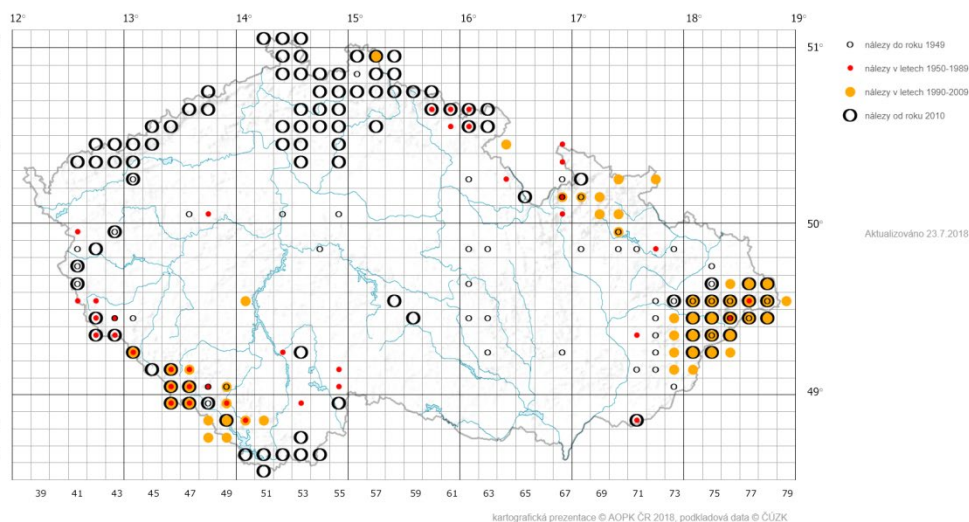 12° 13 14 15 16 17 18 19°
51°
50°
49°
39 41 43 45 47 49 51 53 55 57 59 61 63 65 67 69 71 73 75 77 79
nálezy do roku 1949
nálezy v letech 1950-1989
nálezy v letech 1990-2009
nálezy od roku 2010
Aktualizováno 23.7.2018
kartografická prezentace © AOPK ČR 2018, podkladová data © ČÚZK